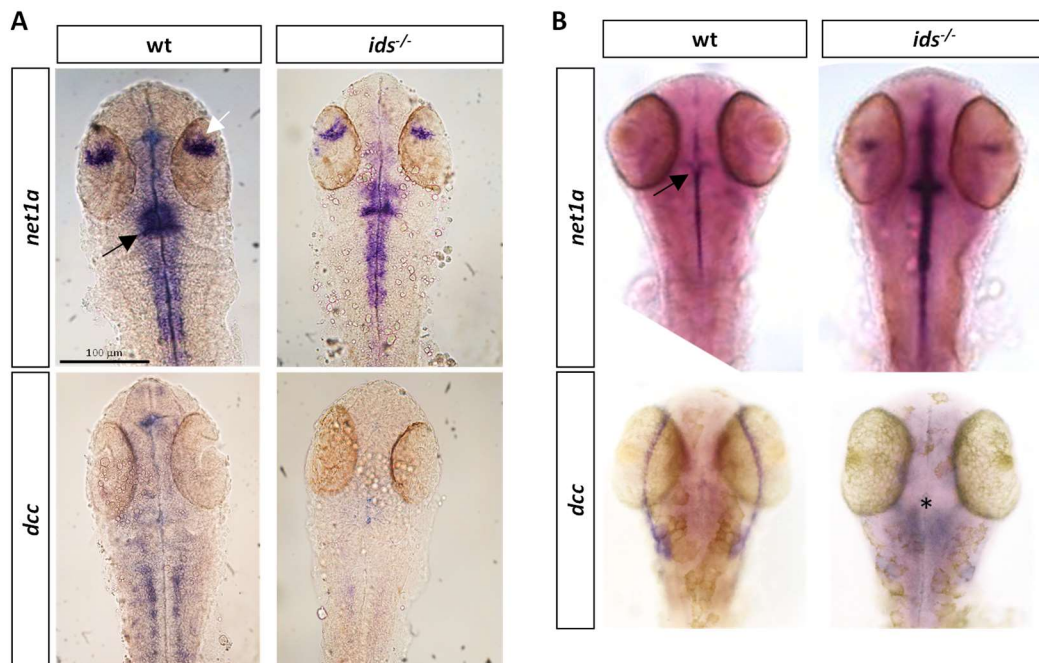 A
wt
ids-/-
net1a
100 µm
dcc
B
wt
ids-/-
net1a
dcc
*